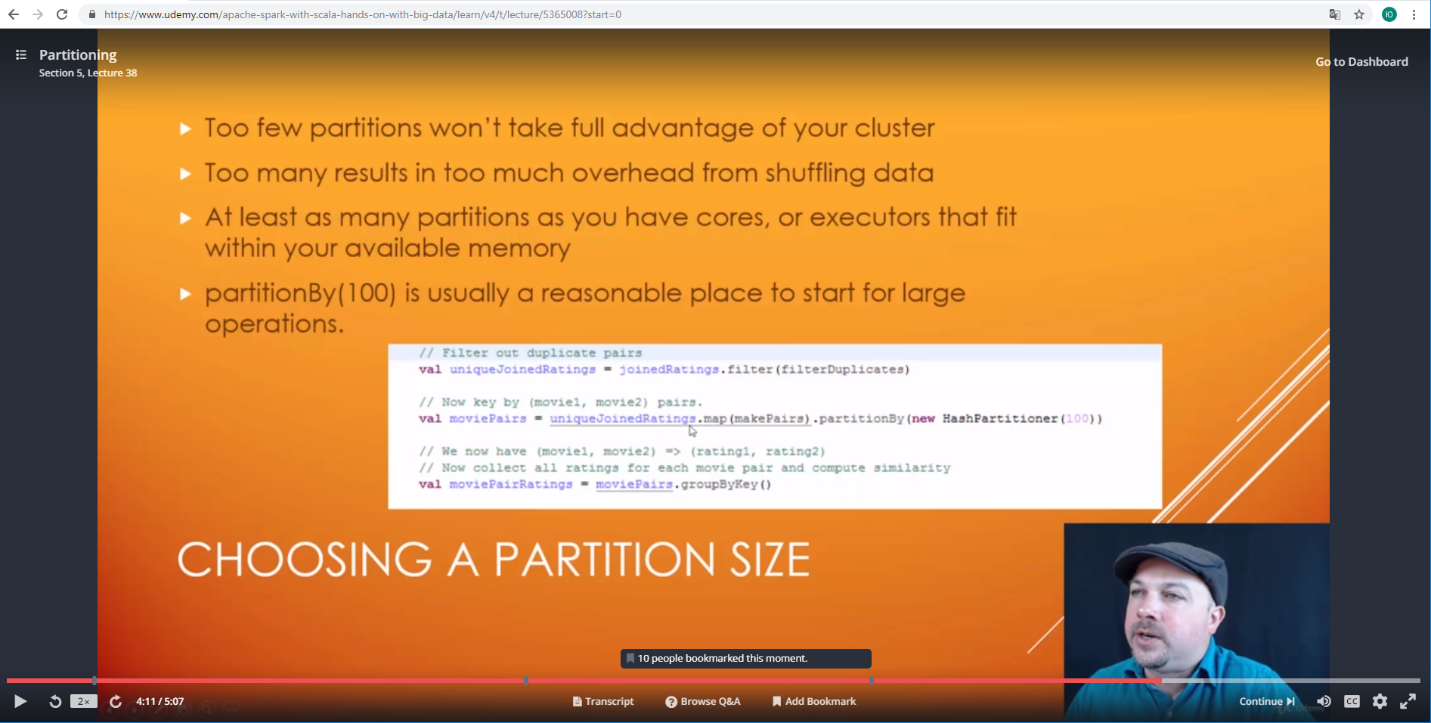 https://www.udemy.com/apache-spark-with-scala-hands-on-with-big-data/learn/v4/t/lecture/5365008?start=0
Ю
Partitioning
Section 5, Lecture 38
Go to Dashboard
Too few partitions won't take full advantage of your cluster
Too many results in too much overhead from shuffling data
At least as many partitions as you have cores, or executors that fit
within your available memory
partitionBy(100) is usually a reasonable place to start for large
operations.
// Filter out duplicate pairs
val uniqueJoinedRatings = joinedRatings.filter(filterDuplicates)
// Now key by (movie1, movie2) pairs.
val moviePairs = uniqueJoinedRatings.map(makePairs).partitionBy(new HashPartitioner(100))
// We now have (movie1, movie2) => (rating1, rating2)
// Now collect all ratings for each movie pair and compute similarity
val moviePairRatings = moviePairs.groupByKey()
CHOOSING A PARTITION SIZE
10 people bookmarked this moment.
2×
4:11 / 5:07
Transcript
Browse Q&A
Add Bookmark
Continue
CC